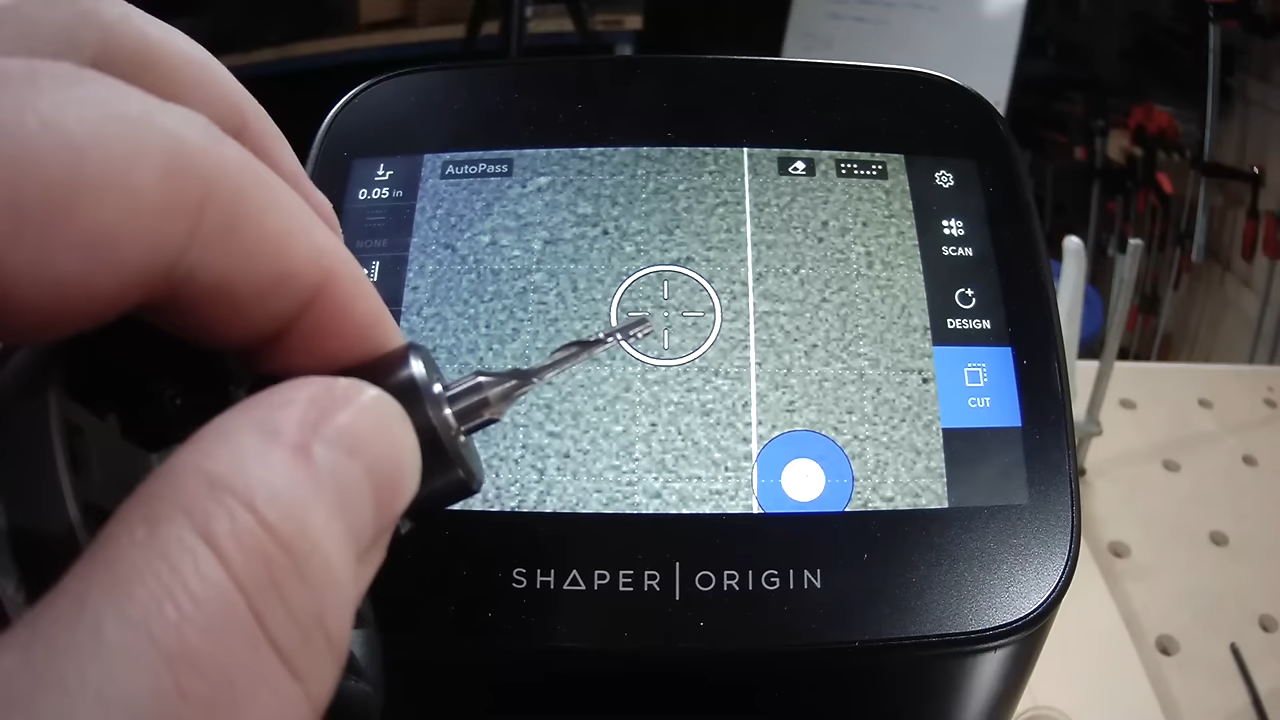 AutoPass
0.05 in
NONE
SCAN
DESIGN
CUT
SHAPER | ORIGIN